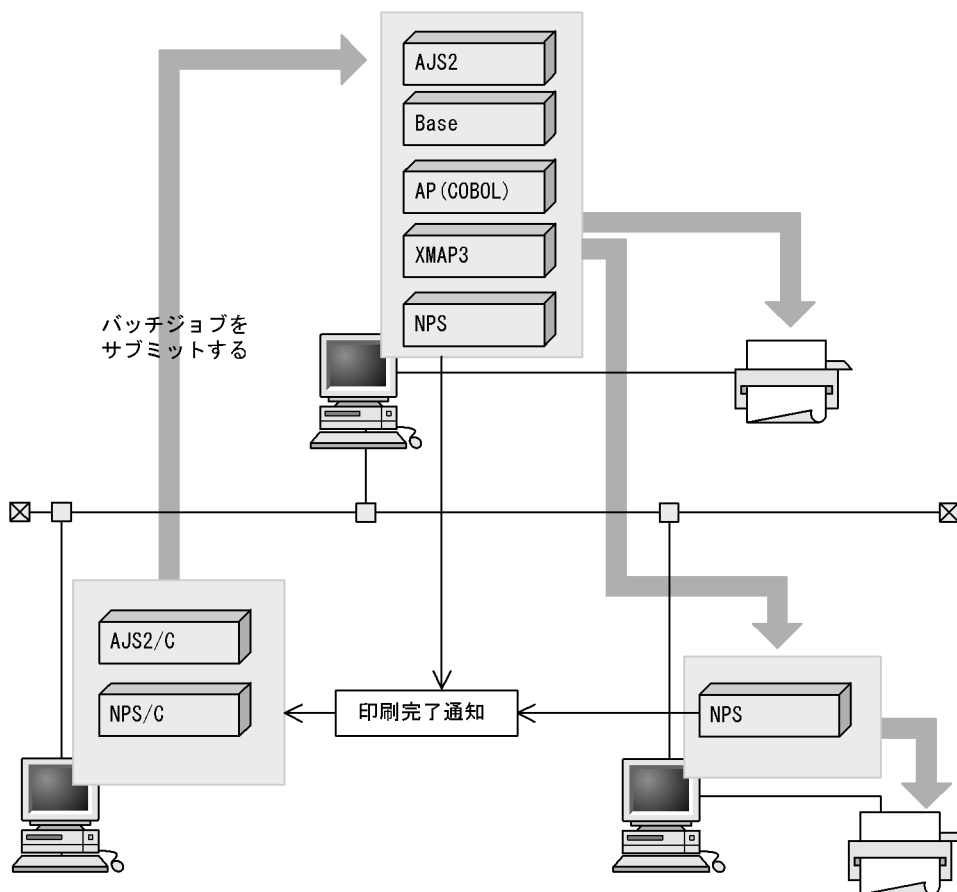 AJS2
Base
AP(COBOL)
XMAP3
NPS
バッチジョブを
サブミットする
AJS2/C
NPS/C
印刷完了通知
NPS